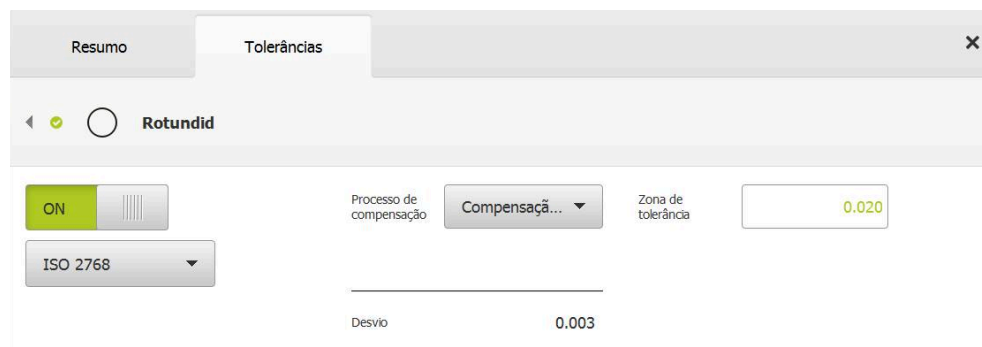 Resumo
Tolerâncias
Rotundid
ON
Processo de
compensação
Compensaçã...
Zona de
tolerância
0.020
ISO 2768
Desvio
0.003